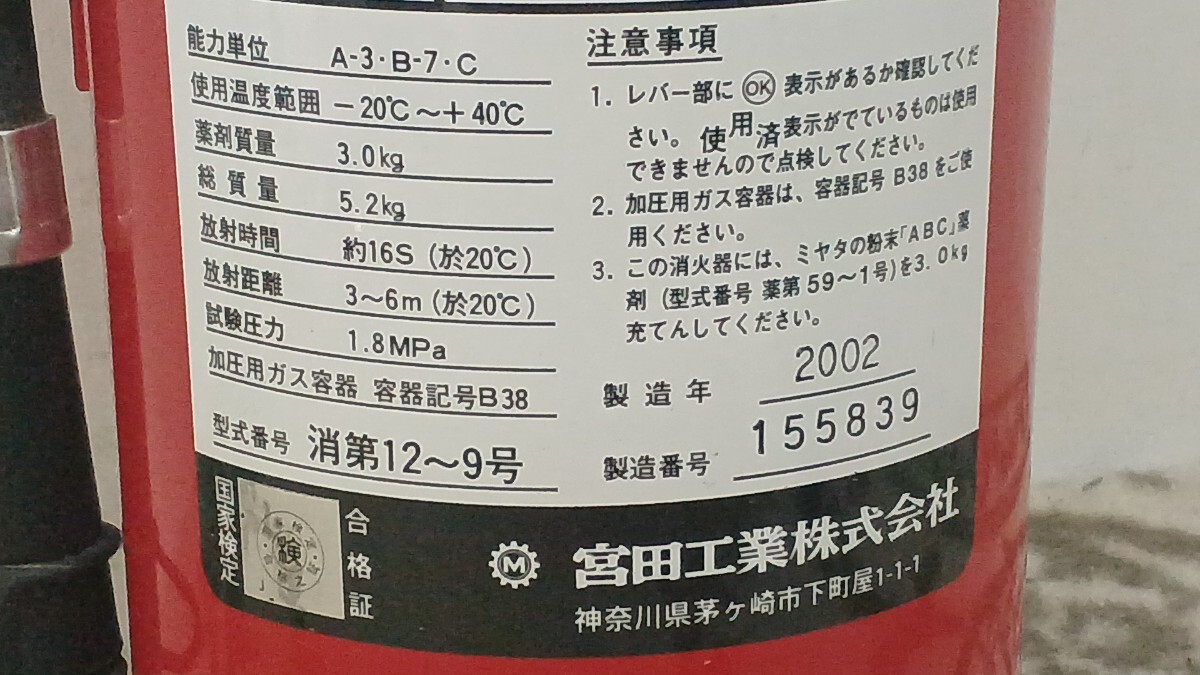 能力単位 A-3・B-7・C
使用温度範囲 -20℃～+40℃
薬剤質量 3.0kg
総質量 5.2kg
放射時間 約16S（於20℃）
放射距離 3～6m（於20℃）
試験圧力 1.8MPa
加圧用ガス容器 容器記号B38
型式番号 消第12～9号
注意事項
1. レバー部に OK 表示があるか確認してくだ
さい。使用済表示がでているものは使用
できませんので点検してください。
2. 加圧用ガス容器は、容器記号 B38 をご使
用ください。
3. この消火器には、ミヤタの粉末「ABC」薬
剤（型式番号 薬第59～1号）を3.0kg
充てんしてください。
製造年 2002
製造番号 155839
国家検定
検
合格証
M 宮田工業株式会社
神奈川県茅ヶ崎市下町屋1-1-1